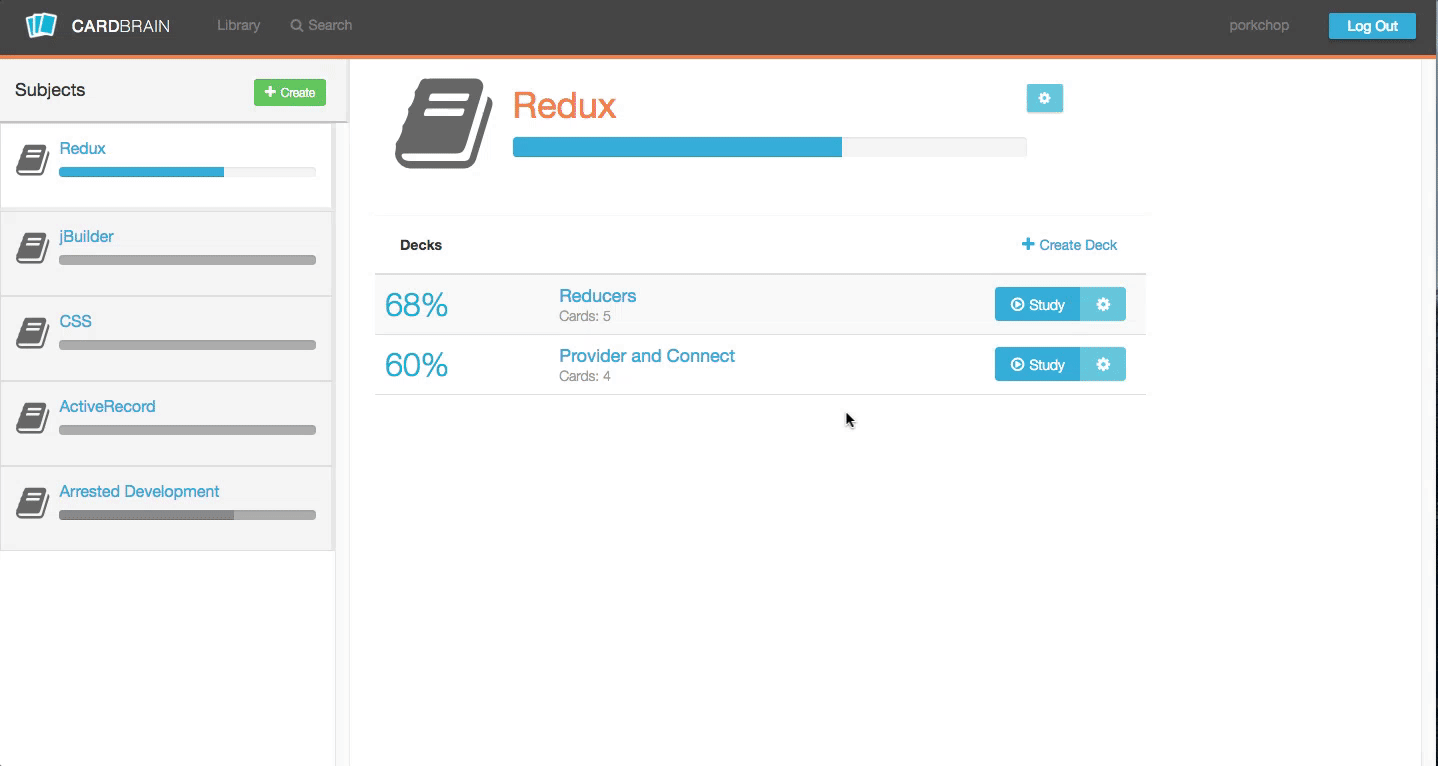 CARDBRAIN Library Search porkchop Log Out
Subjects Create
Redux
jBuilder
CSS
ActiveRecord
Arrested Development
Redux
Decks Create Deck
68% Reducers Study
Cards: 5
60% Provider and Connect Study
Cards: 4